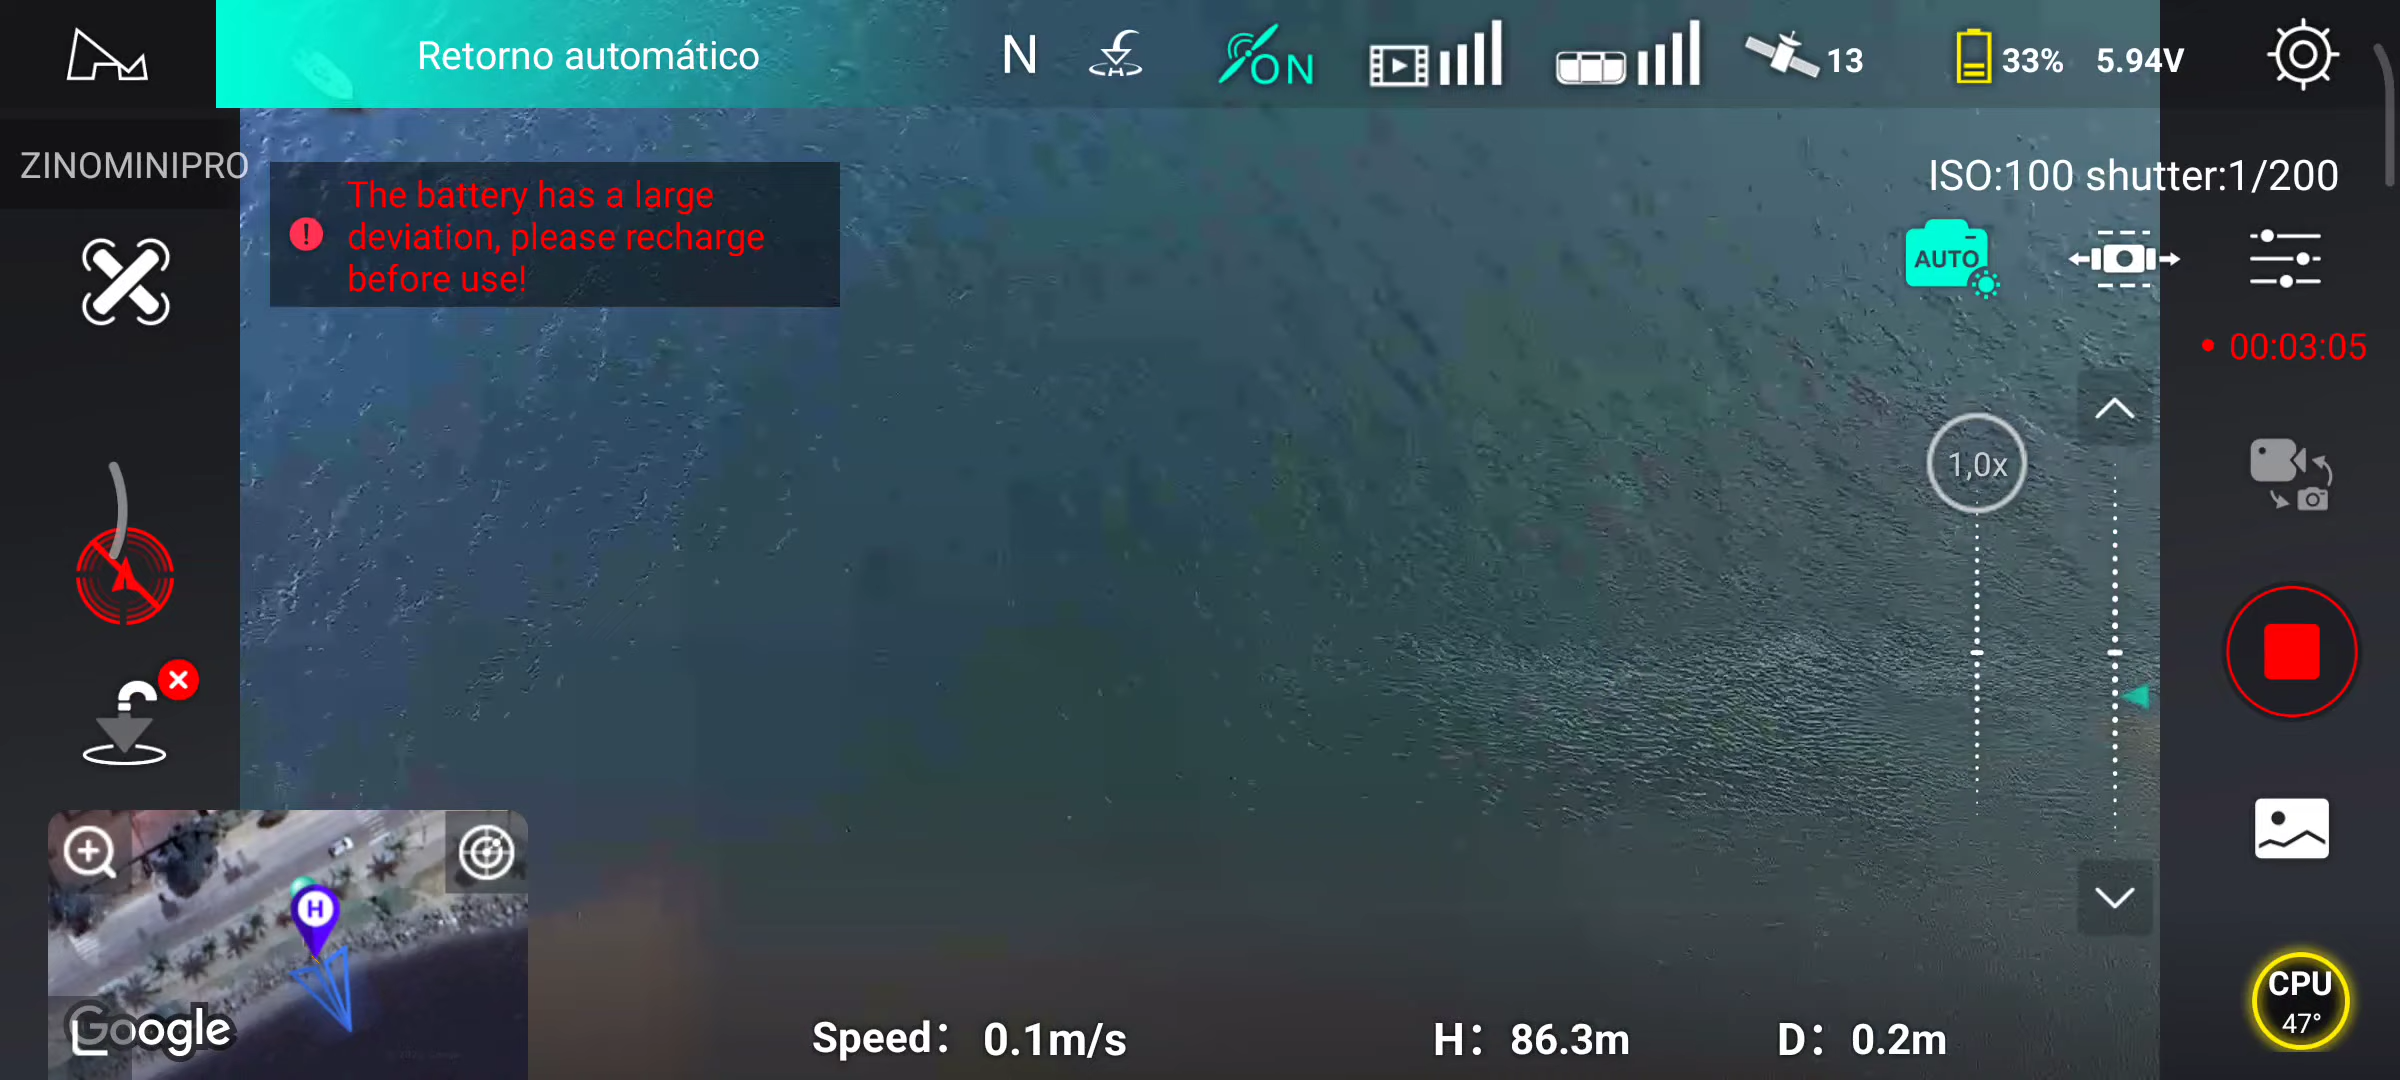 Retorno automático
N
ON
13
33%
5.94V
ZINOMINIPRO
The battery has a large
deviation, please recharge
before use!
ISO:100 shutter:1/200
AUTO
00:03:05
1,0x
H
Google
Speed: 0.1m/s
H: 86.3m
D: 0.2m
CPU
47°